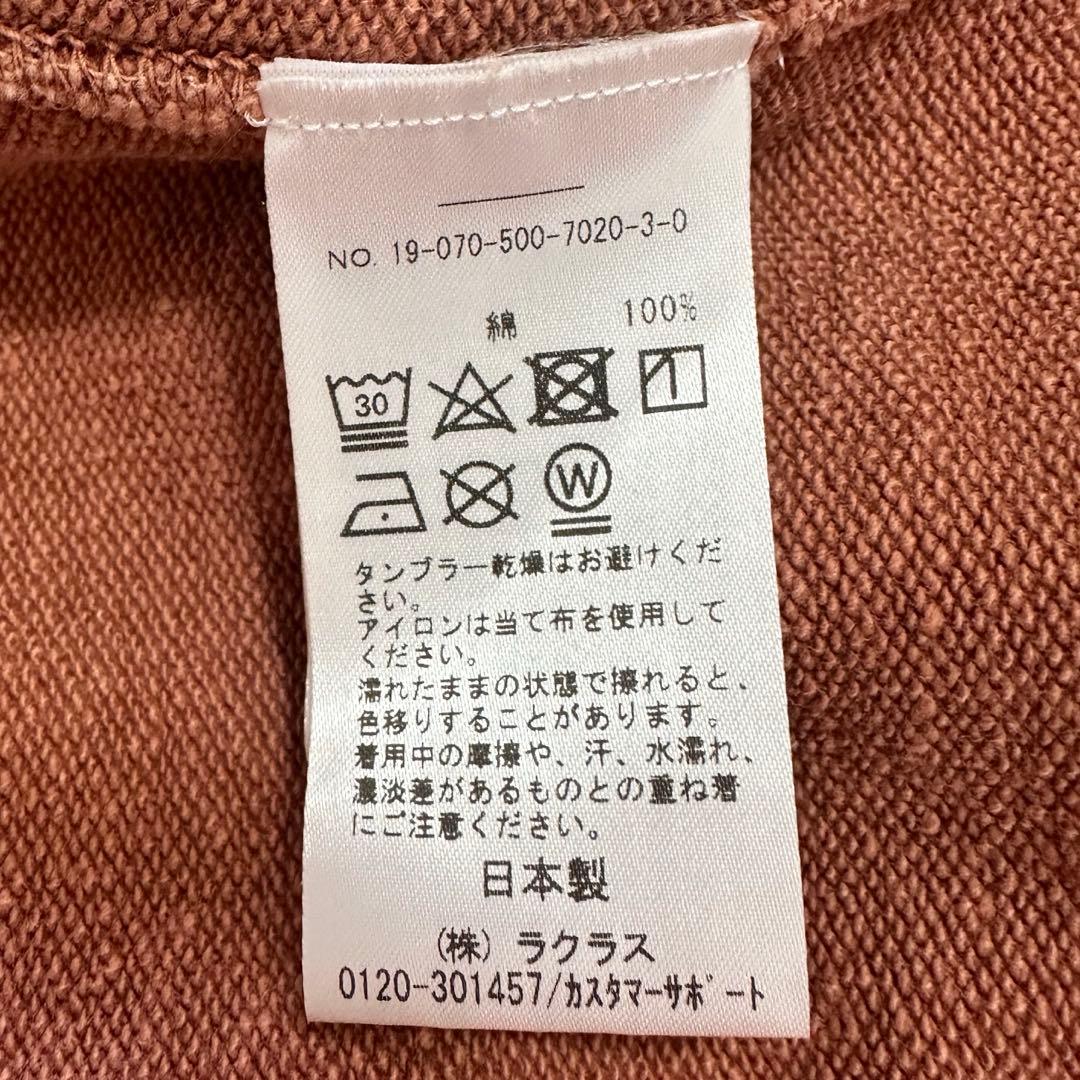 NO. 19-070-500-7020-3-0
綿 100%
30
W
タンブラー乾燥はお避けくだ
さい。
アイロンは当て布を使用して
ください。
濡れたままの状態で擦れると、
色移りすることがあります。
着用中の摩擦や、汗、水濡れ、
濃淡差があるものとの重ね着
にご注意ください。
日本製
(株) ラクラス
0120-301457/カスタマーサポート